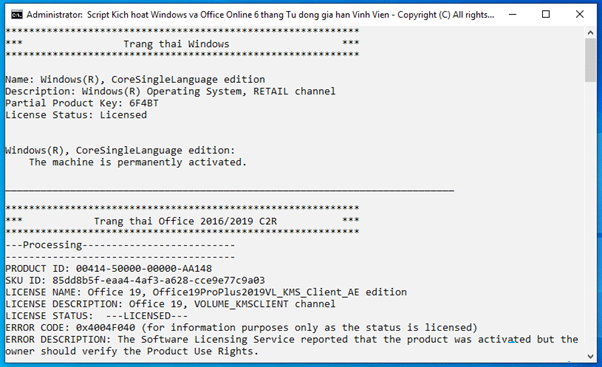 Administrator: Script Kich hoat Windows va Office Online 6 thang Tu dong gia han Vinh Vien - Copyright (C) All rights...
************************************************************
*** Trang thai Windows ***
************************************************************
Name: Windows(R), CoreSingleLanguage edition
Description: Windows(R) Operating System, RETAIL channel
Partial Product Key: 6F4BT
License Status: Licensed
Windows(R), CoreSingleLanguage edition:
The machine is permanently activated.
____________________________________________________________________________
************************************************************
*** Trang thai Office 2016/2019 C2R ***
************************************************************
---Processing--------------------------
---------------------------------------
PRODUCT ID: 00414-50000-00000-AA148
SKU ID: 85dd8b5f-eaa4-4af3-a628-cce9e77c9a03
LICENSE NAME: Office 19, Office19ProPlus2019VL_KMS_Client_AE edition
LICENSE DESCRIPTION: Office 19, VOLUME_KMSCLIENT channel
LICENSE STATUS: ---LICENSED---
ERROR CODE: 0x4004F040 (for information purposes only as the status is licensed)
ERROR DESCRIPTION: The Software Licensing Service reported that the product was activated but the
owner should verify the Product Use Rights.